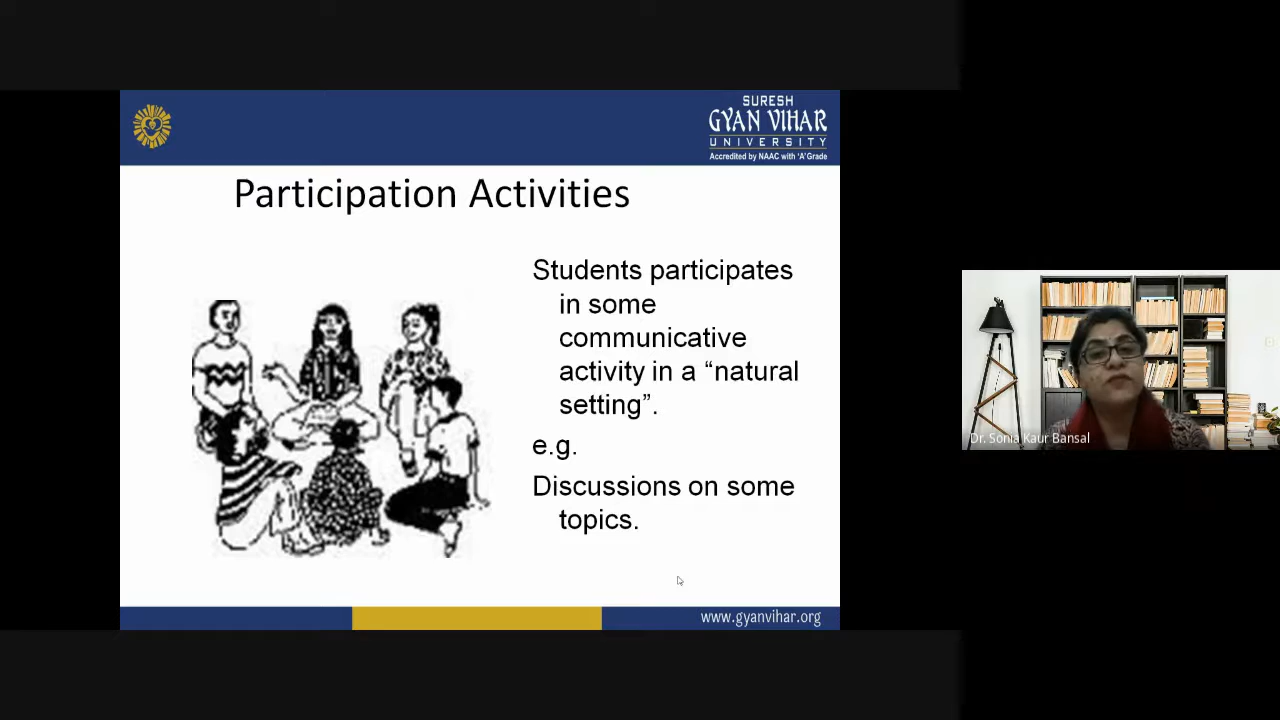 SURESH
GYAN VIHAR
UNIVERSITY
Accredited by NAAC with 'A' Grade
Participation Activities
Students participates
in some
communicative
activity in a “natural
setting”.
e.g.
Discussions on some
topics.
www.gyanvihar.org
Dr. Sonia Kaur Bansal